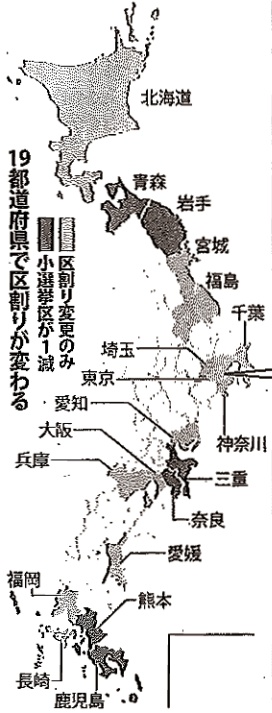 19都道府県で区割りが変わる
区割り変更のみ
小選挙区が1減
北海道
青森
岩手
宮城
福島
千葉
埼玉
東京
神奈川
愛知
大阪
三重
兵庫
奈良
愛媛
福岡
熊本
長崎
鹿児島